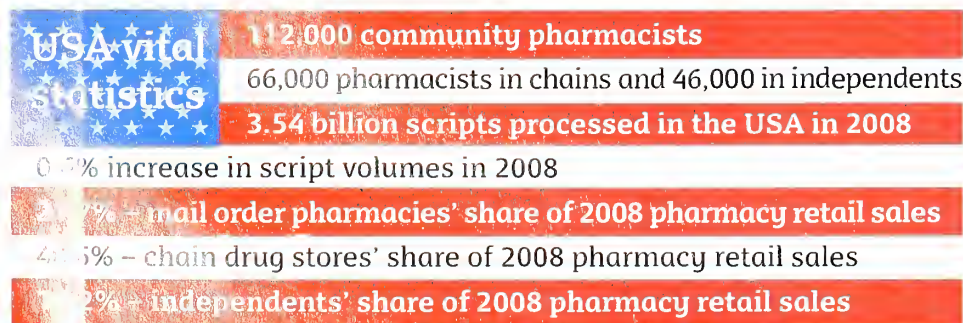 USA vital
statistics
112,000 community pharmacists
66,000 pharmacists in chains and 46,000 in independents
3.54 billion scripts processed in the USA in 2008
increase in script volumes in 2008
– mail order pharmacies’ share of 2008 pharmacy retail sales
– chain drug stores’ share of 2008 pharmacy retail sales
– independents’ share of 2008 pharmacy retail sales